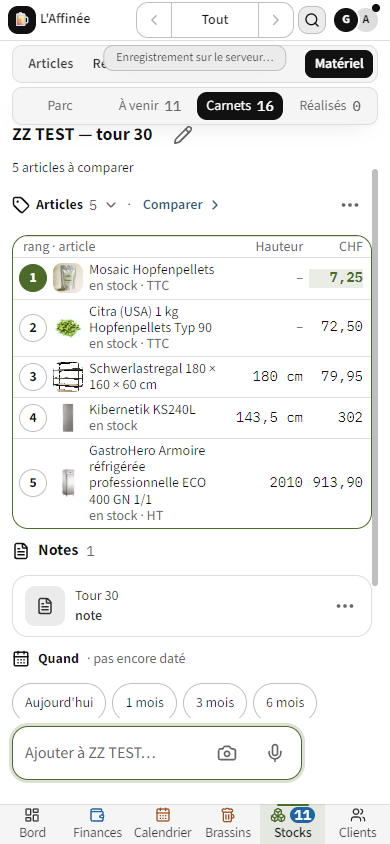 L'Affinée
Tout
G
A
Articles
Re
Enregistrement sur le serveur…
Matériel
Parc
À venir 11
Carnets 16
Réalisés 0
ZZ TEST — tour 30
5 articles à comparer
Articles 5 · Comparer
rang · article Hauteur CHF
1 Mosaic Hopfenpellets – 7,25
en stock · TTC
2 Citra (USA) 1 kg – 72,50
Hopfenpellets Typ 90
en stock · TTC
3 Schwerlastregal 180 × 180 cm 79,95
160 × 60 cm
4 Kibernetik KS240L 143,5 cm 302
en stock
5 GastroHero Armoire 2010 913,90
réfrigérée
professionnelle ECO
400 GN 1/1
en stock · HT
Notes 1
Tour 30
note
Quand · pas encore daté
Aujourd'hui
1 mois
3 mois
6 mois
Ajouter à ZZ TEST…
Bord
Finances
Calendrier
Brassins
11
Stocks
Clients